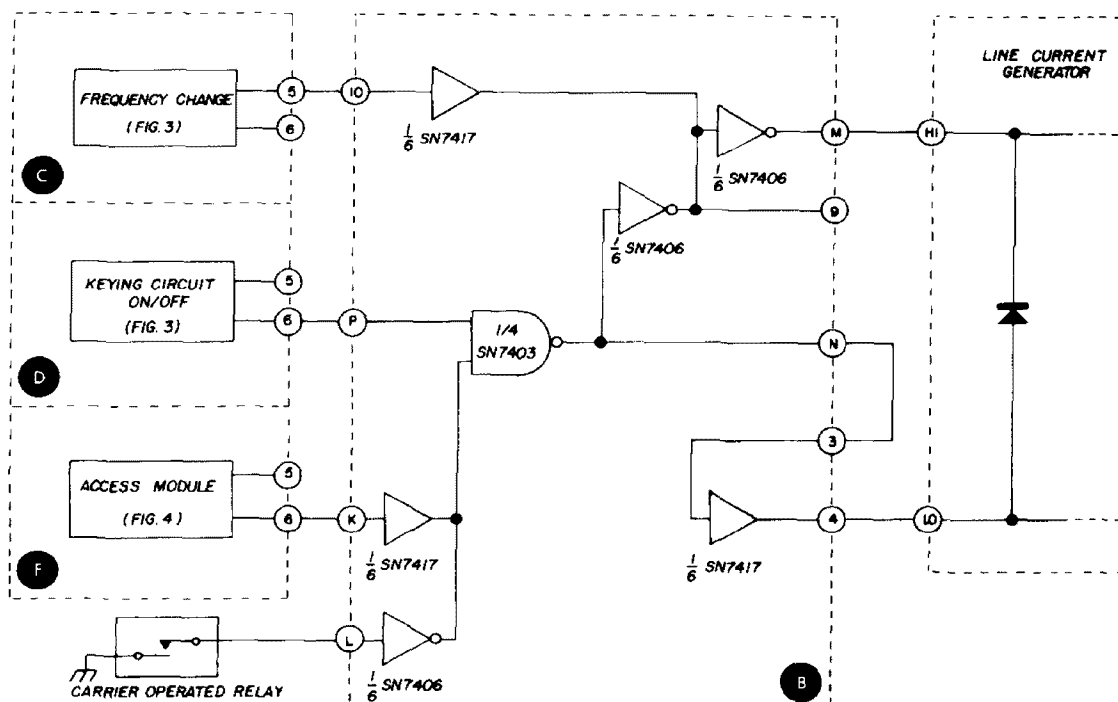 FREQUENCY CHANGE
(FIG. 3)
5
6
C
10
1/6 SN7417
1/6 SN7406
M
HI
LINE CURRENT
GENERATOR
1/6 SN7406
9
KEYING CIRCUIT
ON/OFF
(FIG. 3)
5
6
D
P
1/4
SN7403
N
3
ACCESS MODULE
(FIG. 4)
5
6
F
K
1/6 SN7417
1/6 SN7417
4
LO
L
1/6 SN7406
CARRIER OPERATED RELAY
B